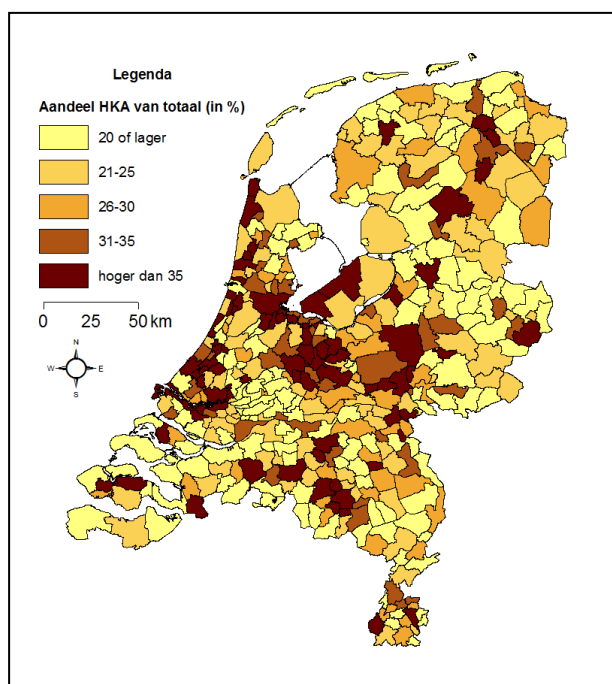 Legenda
Aandeel HKA van totaal (in %)
20 of lager
21-25
26-30
31-35
hoger dan 35
0 25 50 km
N
W E
S